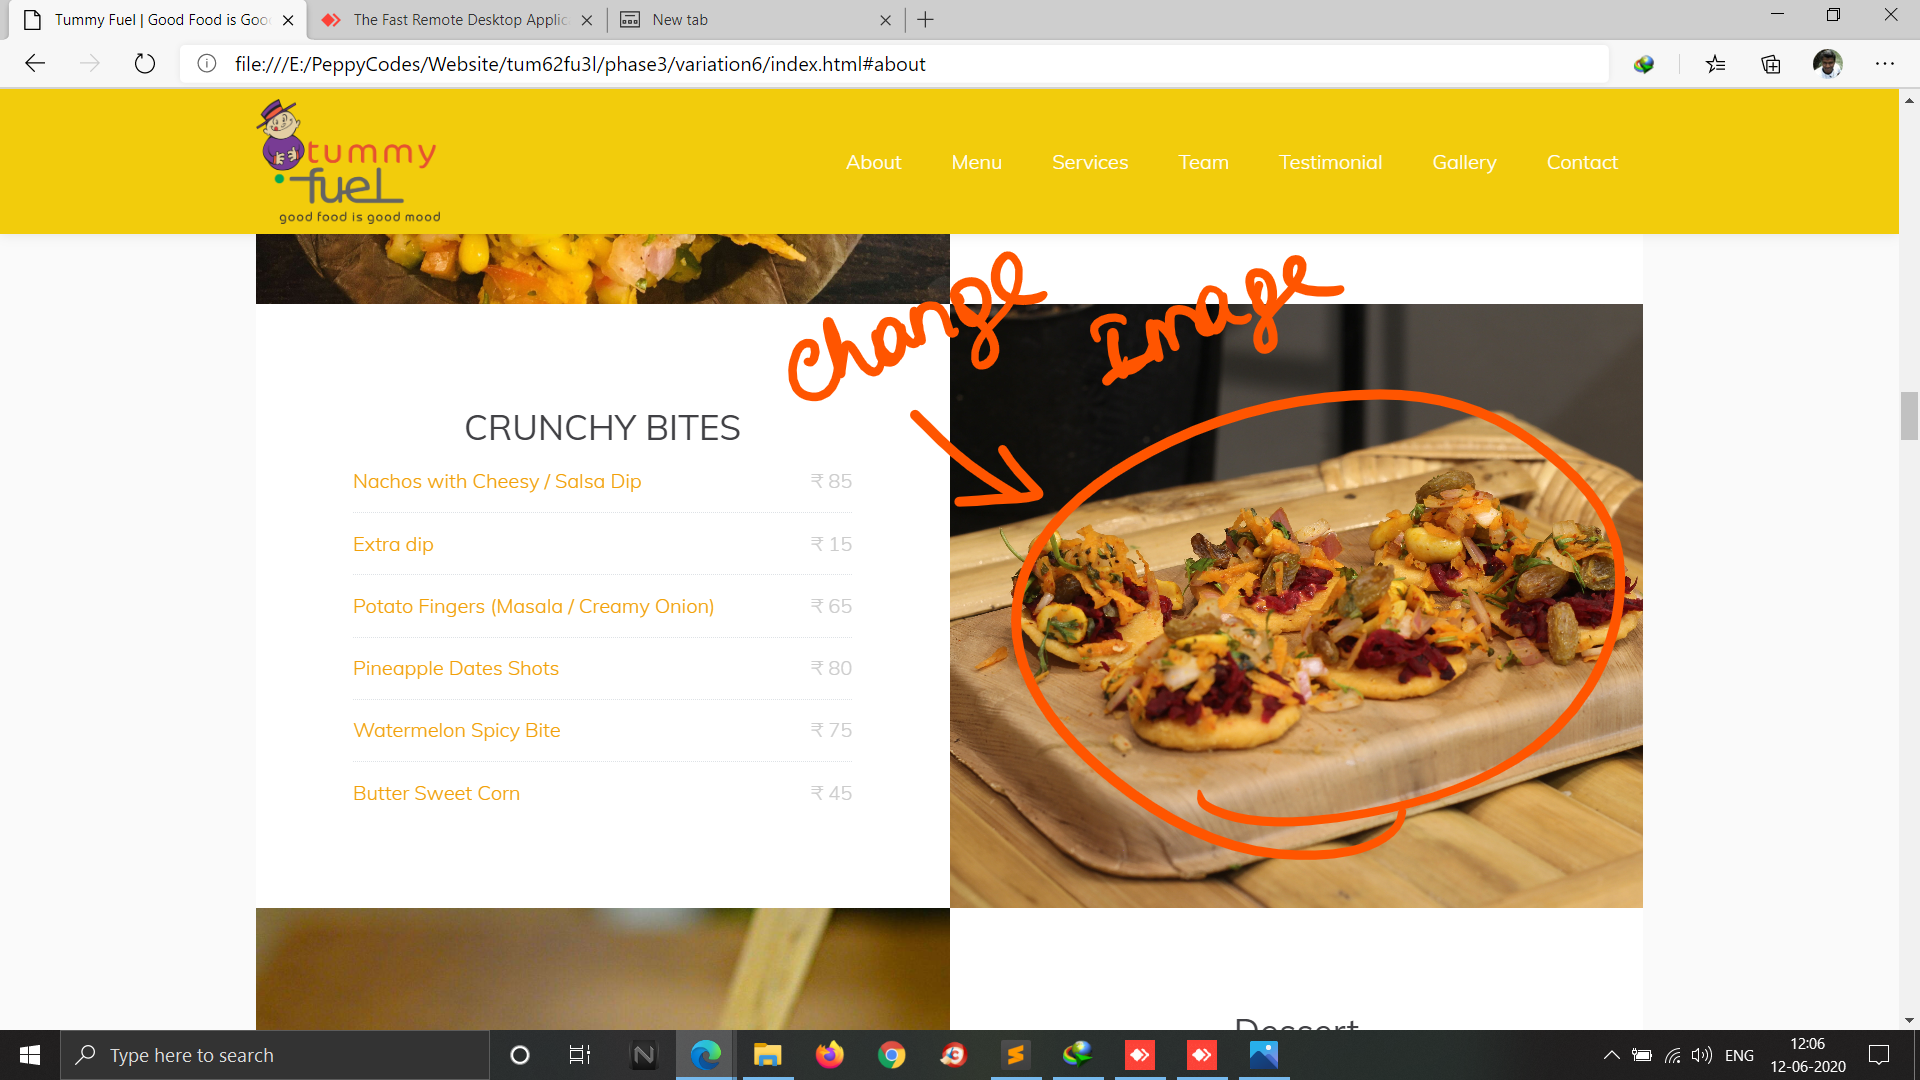 Tummy Fuel | Good Food is Goo
The Fast Remote Desktop Applic
New tab
file:///E:/PeppyCodes/Website/tum62fu3l/phase3/variation6/index.html#about
tummy
fuel
good food is good mood
About Menu Services Team Testimonial Gallery Contact
Change Image
CRUNCHY BITES
Nachos with Cheesy / Salsa Dip ₹ 85
Extra dip ₹ 15
Potato Fingers (Masala / Creamy Onion) ₹ 65
Pineapple Dates Shots ₹ 80
Watermelon Spicy Bite ₹ 75
Butter Sweet Corn ₹ 45
Dessert
Type here to search
ENG
12:06
12-06-2020